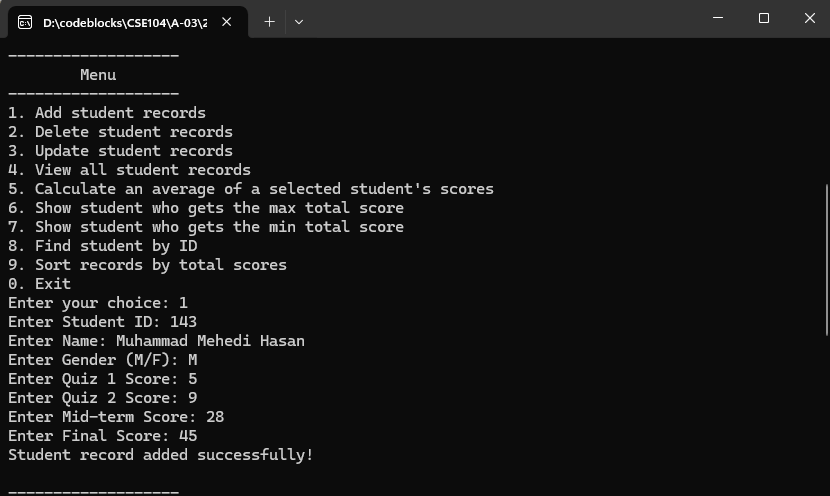 D:\codeblocks\CSE104\A-03\2
-------------------
Menu
-------------------
1. Add student records
2. Delete student records
3. Update student records
4. View all student records
5. Calculate an average of a selected student's scores
6. Show student who gets the max total score
7. Show student who gets the min total score
8. Find student by ID
9. Sort records by total scores
0. Exit
Enter your choice: 1
Enter Student ID: 143
Enter Name: Muhammad Mehedi Hasan
Enter Gender (M/F): M
Enter Quiz 1 Score: 5
Enter Quiz 2 Score: 9
Enter Mid-term Score: 28
Enter Final Score: 45
Student record added successfully!
-------------------